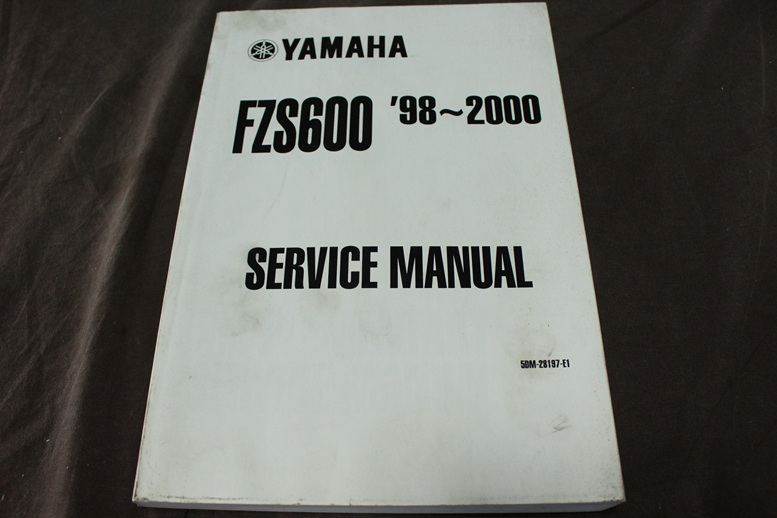 YAMAHA
FZS600 '98~2000
SERVICE MANUAL
5DM-28197-E1